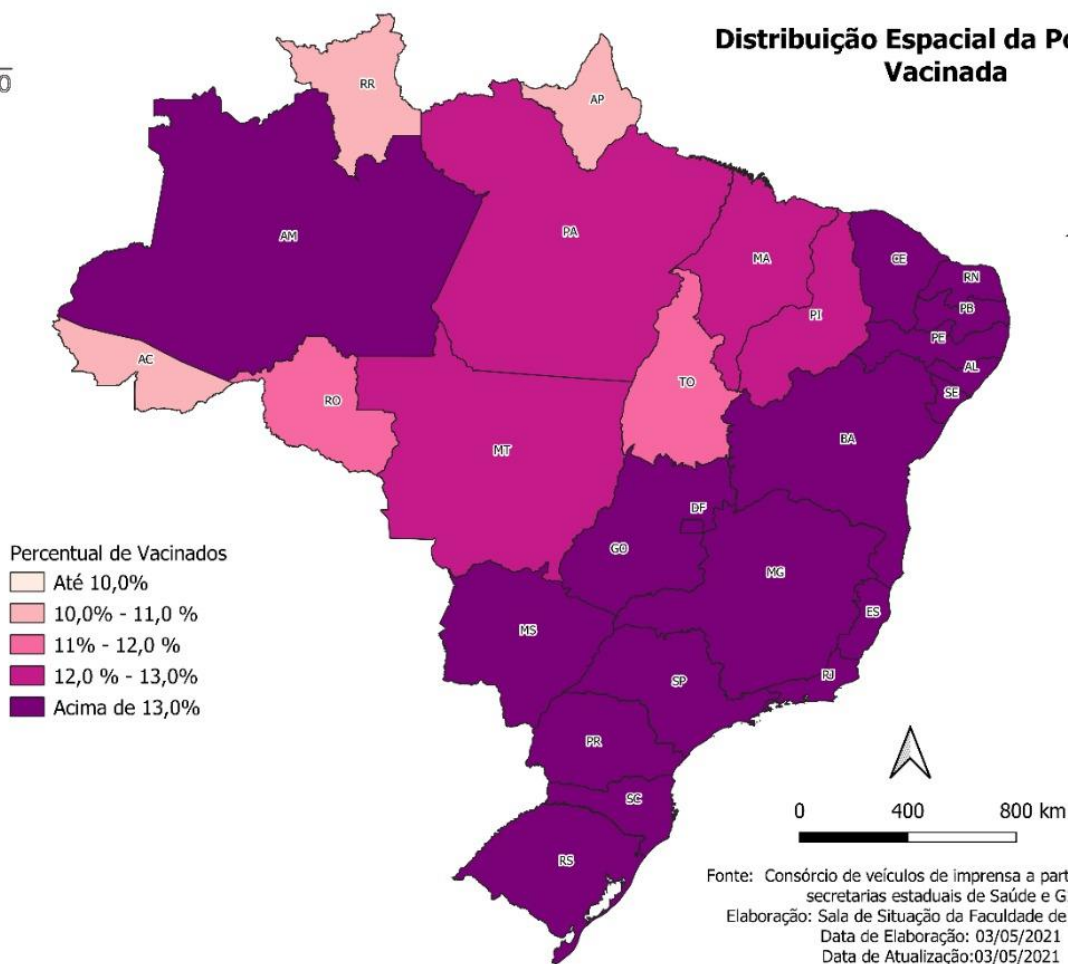 Distribuição Espacial da Po
Vacinada
0
RR
AP
AM
PA
MA
CE
RN
PB
PI
PE
AC
AL
TO
SE
RO
BA
MT
DF
GO
MG
Percentual de Vacinados
Até 10,0%
10,0% - 11,0 %
11% - 12,0 %
12,0 % - 13,0%
Acima de 13,0%
ES
MS
RJ
SP
PR
SC
RS
0 400 800 km
Fonte: Consórcio de veículos de imprensa a part
secretarias estaduais de Saúde e G
Elaboração: Sala de Situação da Faculdade de
Data de Elaboração: 03/05/2021
Data de Atualização:03/05/2021